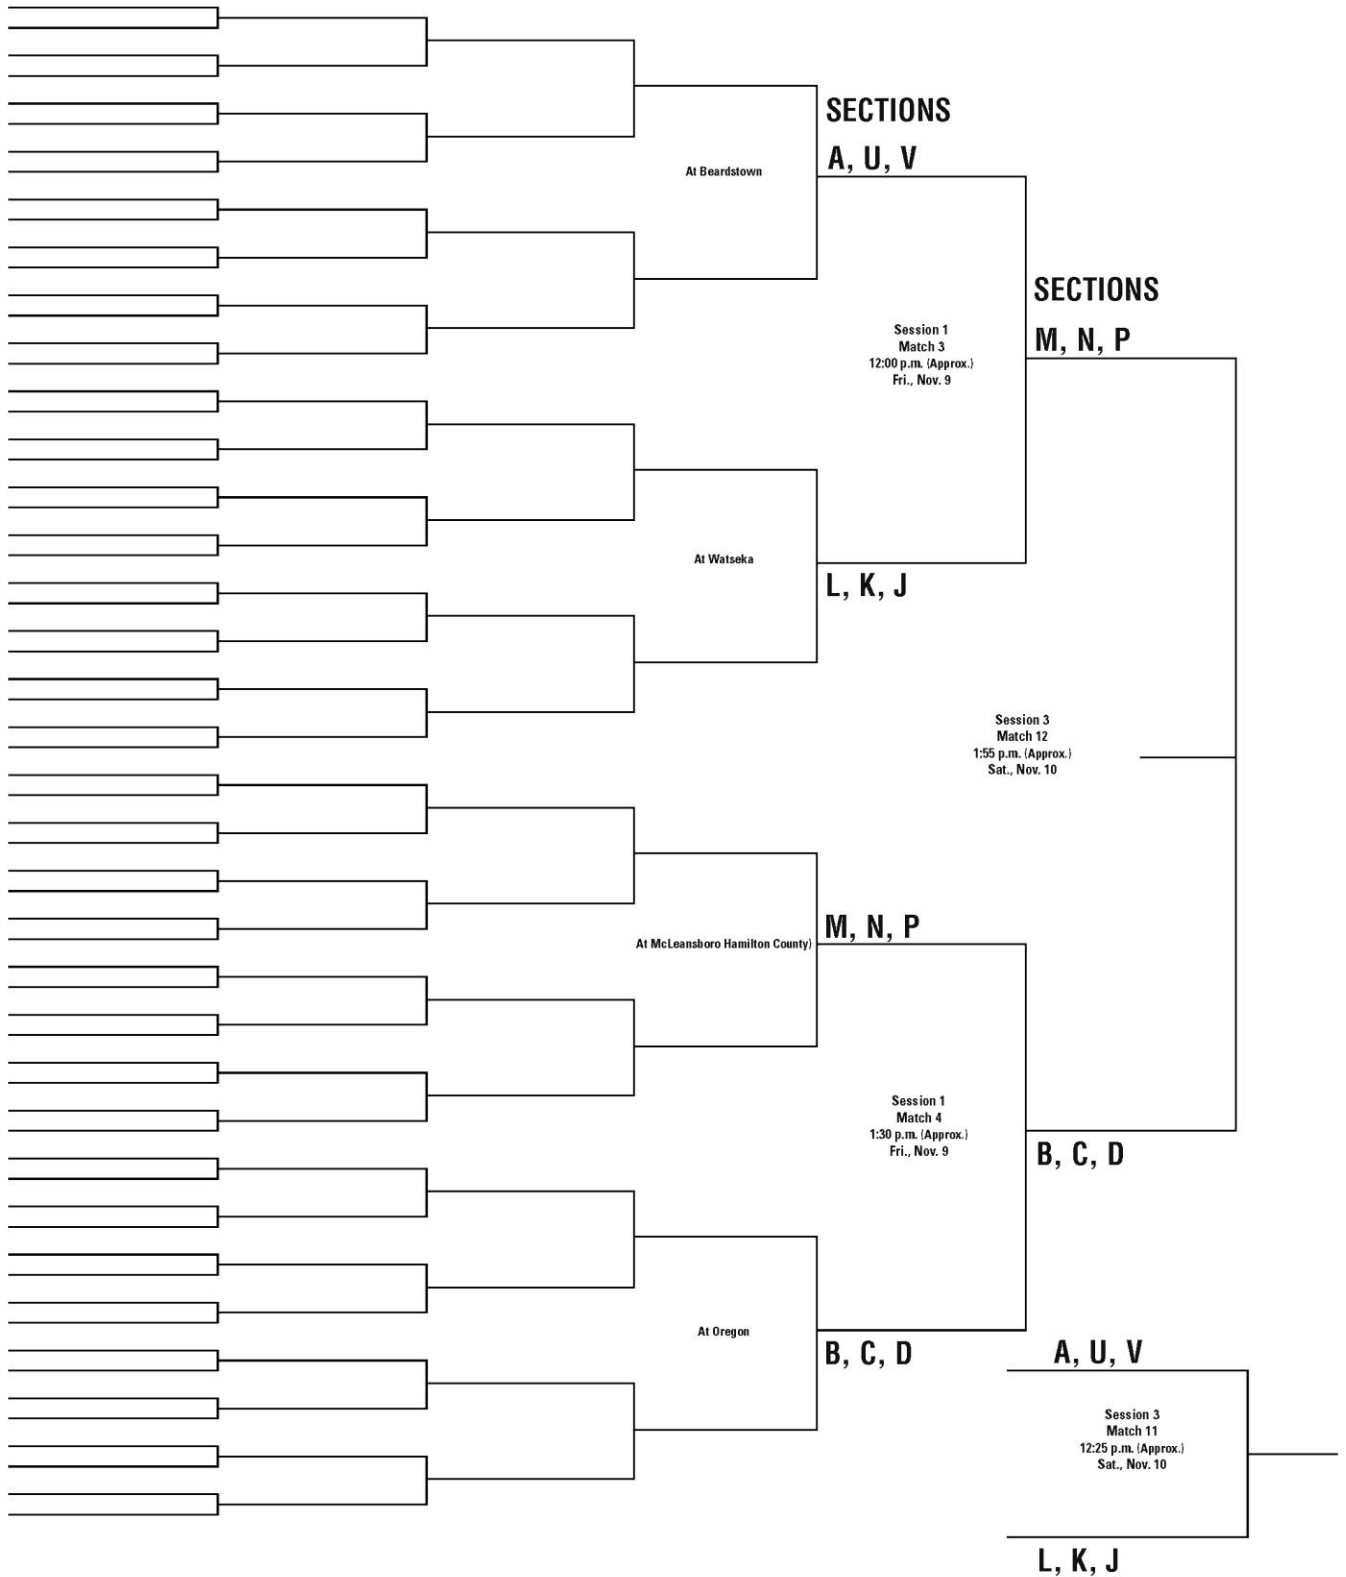 SECTIONS
A, U, V
At Beardstown
SECTIONS
M, N, P
Session 1
Match 3
12:00 p.m. (Approx.)
Fri., Nov. 9
At Watseka
L, K, J
Session 3
Match 12
1:55 p.m. (Approx.)
Sat., Nov. 10
M, N, P
At McLeansboro Hamilton County)
Session 1
Match 4
1:30 p.m. (Approx.)
Fri., Nov. 9
B, C, D
At Oregon
B, C, D
A, U, V
Session 3
Match 11
12:25 p.m. (Approx.)
Sat., Nov. 10
L, K, J